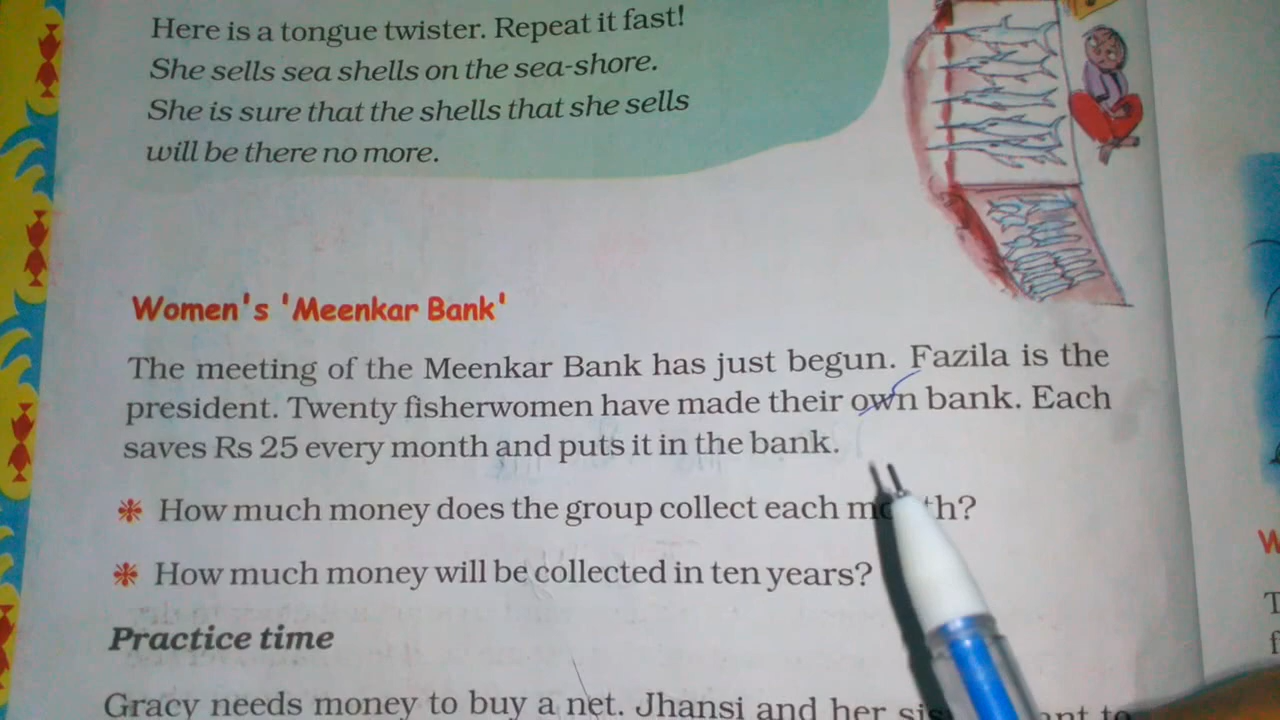 Here is a tongue twister. Repeat it fast!
She sells sea shells on the sea-shore.
She is sure that the shells that she sells
will be there no more.
Women's 'Meenkar Bank'
The meeting of the Meenkar Bank has just begun. Fazila is the
president. Twenty fisherwomen have made their own bank. Each
saves Rs 25 every month and puts it in the bank.
How much money does the group collect each month?
How much money will be collected in ten years?
Practice time
Gracy needs money to buy a net. Jhansi and her